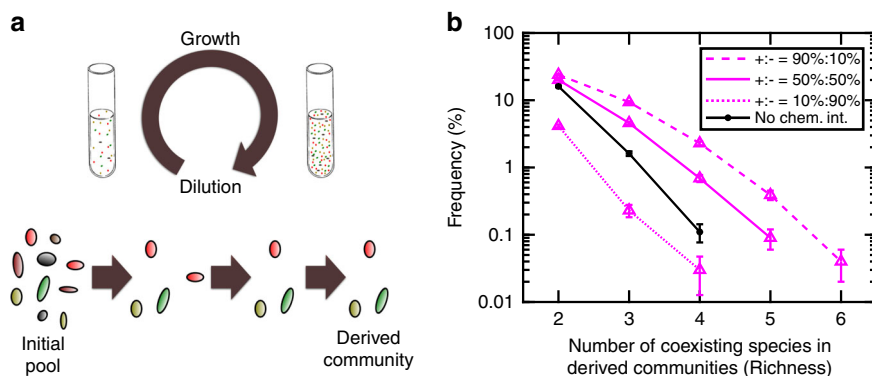 a
Growth
Dilution
Initial
pool
Derived
community
b
100
10
1
0.1
0.01
Frequency (%)
+:- = 90%:10%
+:- = 50%:50%
+:- = 10%:90%
No chem. int.
2 3 4 5 6
Number of coexisting species in
derived communities (Richness)